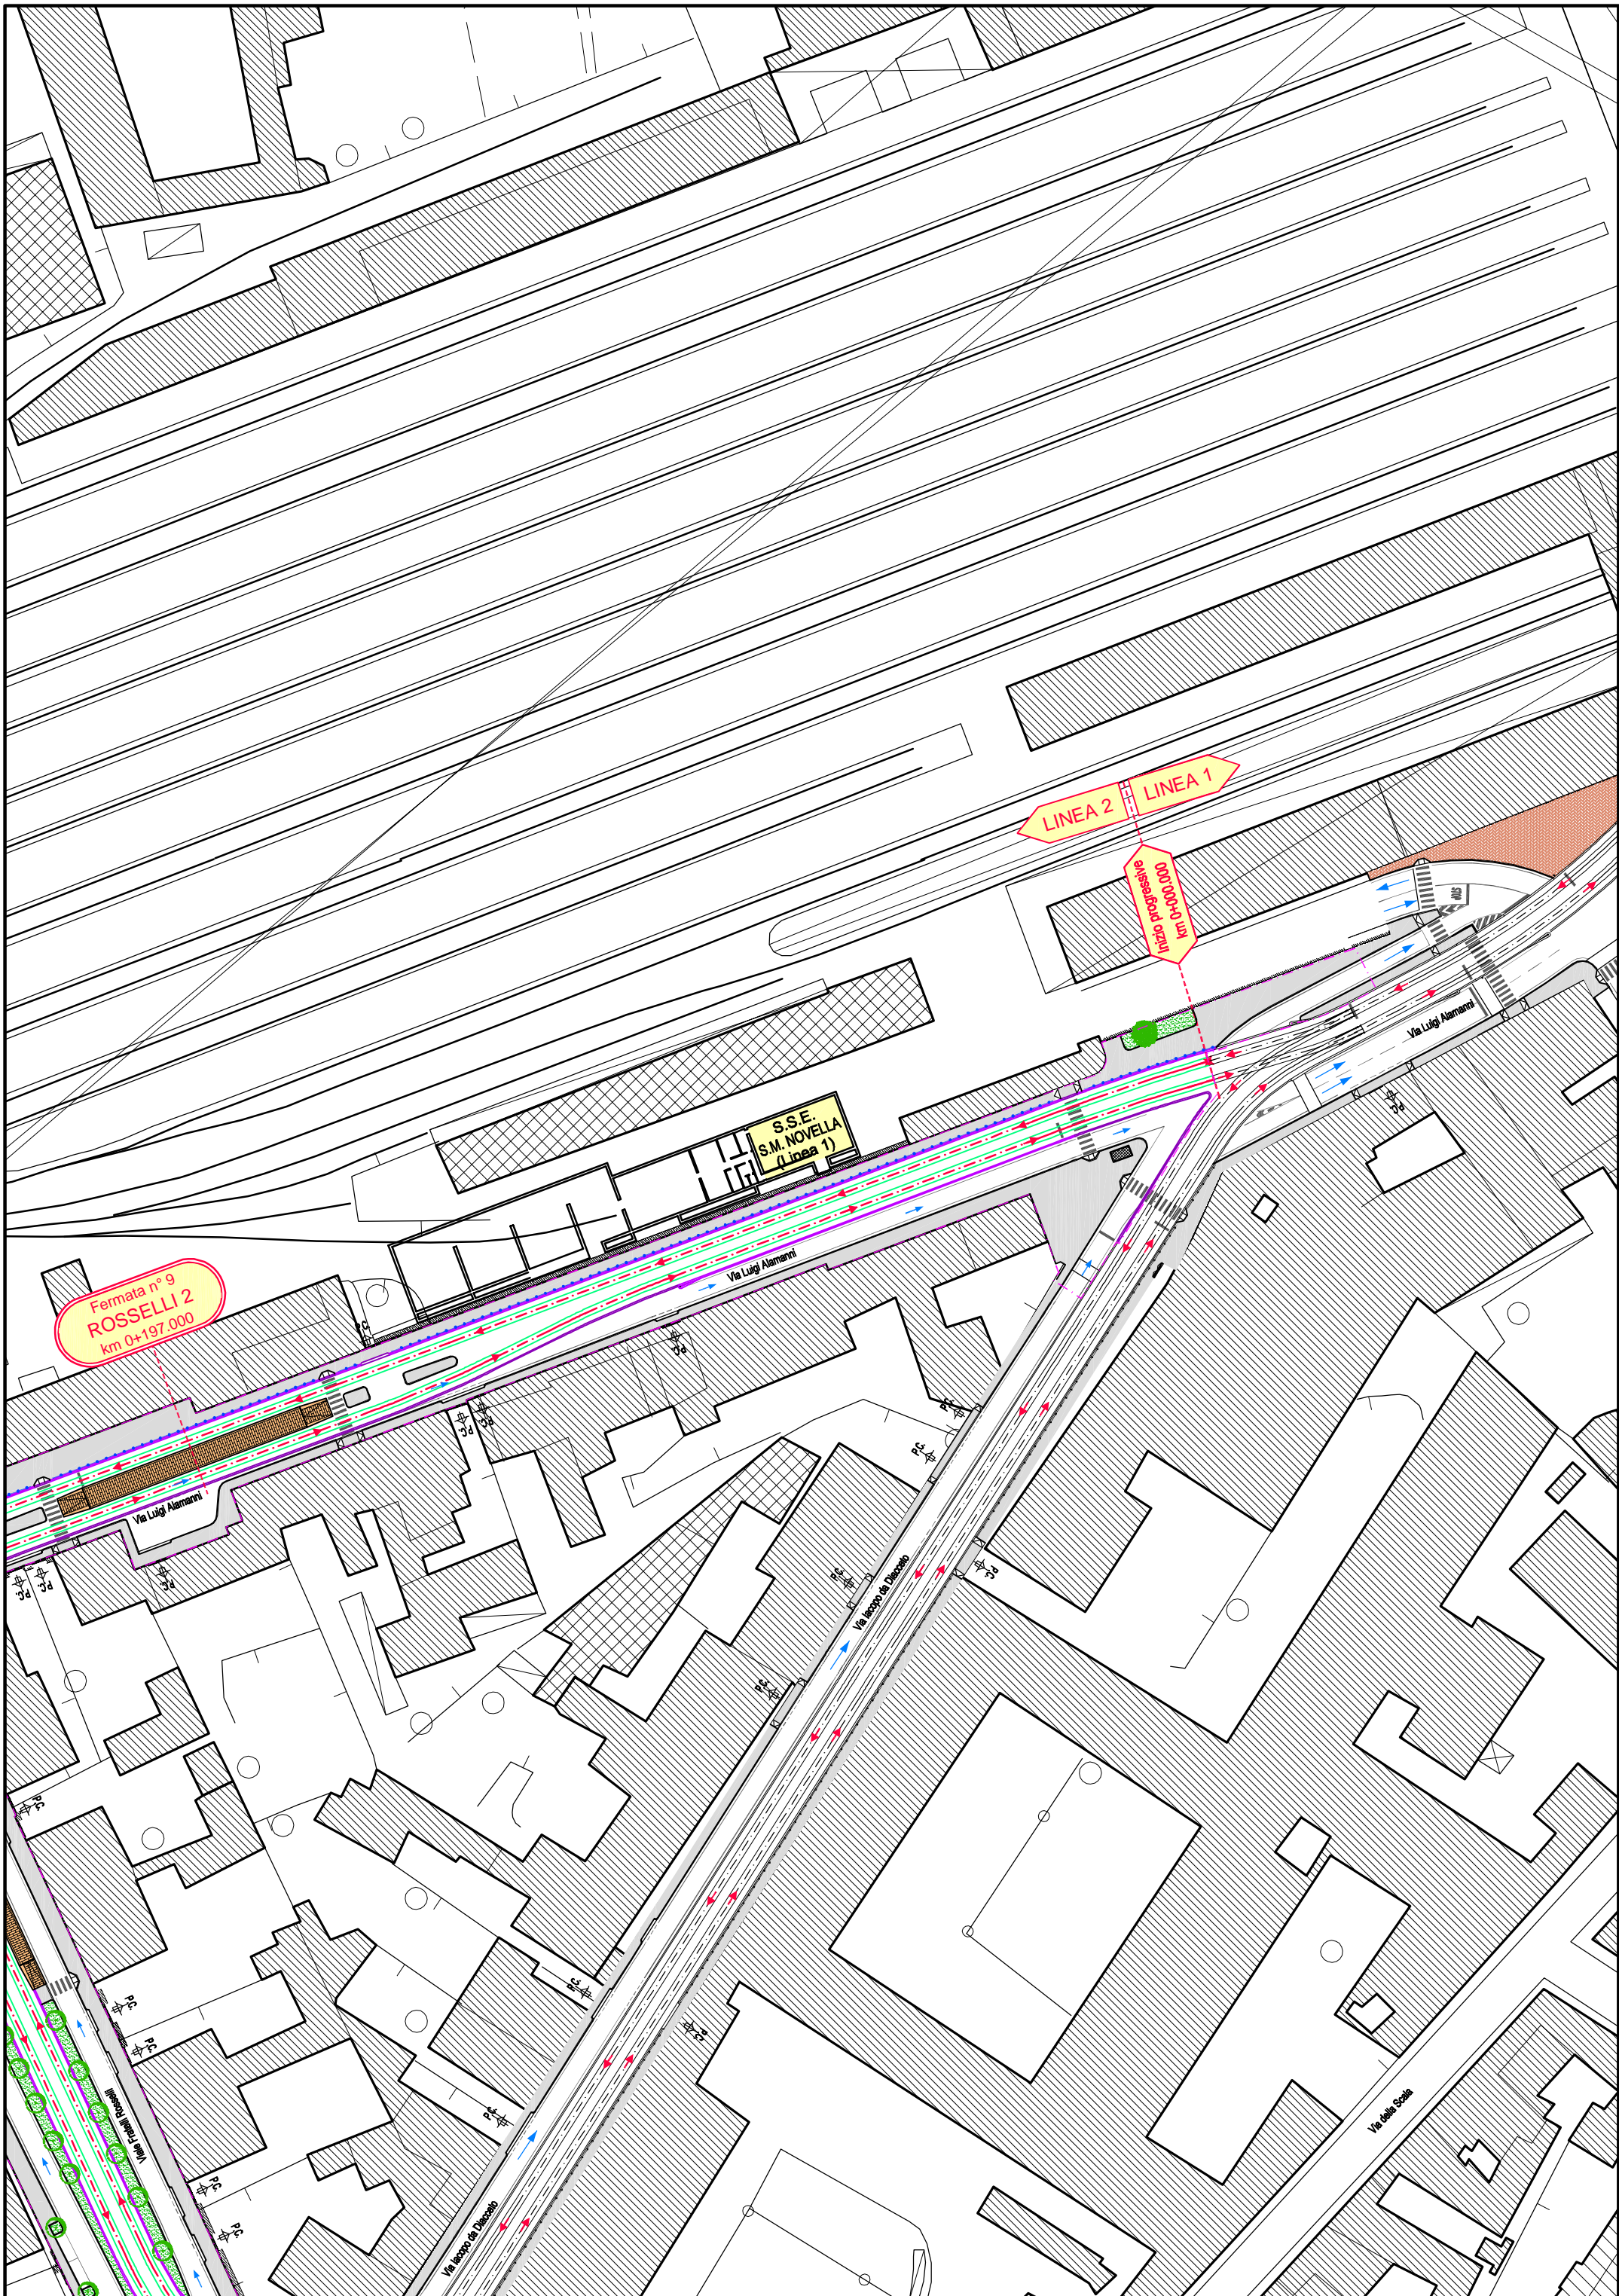 LINEA 2
LINEA 1
Inizio progressive
km 0+000.000
STOP
Via Luigi Alamanni
P.C.
S.S.E.
S.M. NOVELLA
(Linea 1)
Via Luigi Alamanni
Fermata n° 9
ROSSELLI 2
km 0+197.000
P.C.
P.C.
P.C.
P.C.
P.C.
P.C.
Via Luigi Alamanni
P.C.
P.C.
P.C.
P.C.
P.C.
Via Iacopo da Diacceto
P.C.
P.C.
P.C.
P.C.
P.C.
P.C.
Viale Fratelli Rosselli
P.C.
P.C.
P.C.
Via della Scala
Via Iacopo da Diacceto